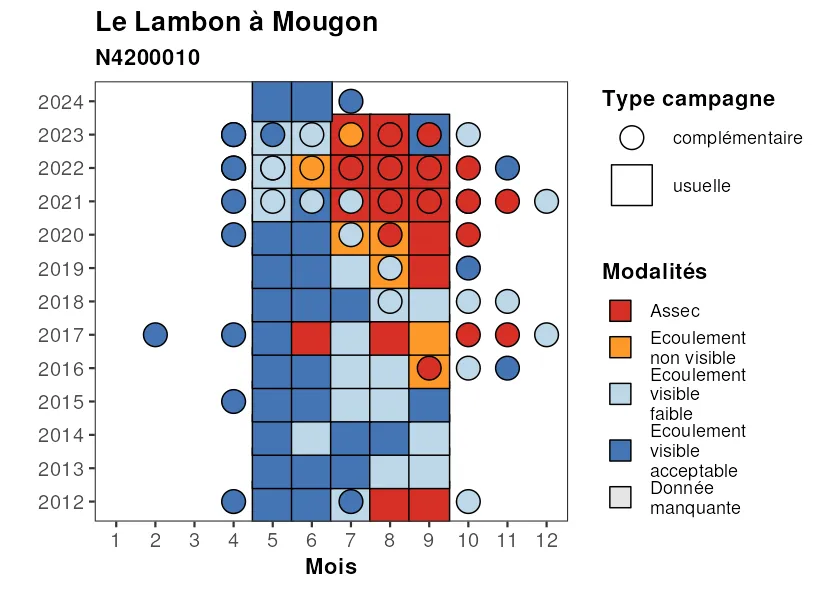 Le Lambon à Mougon
N4200010
2024
2023
2022
2021
2020
2019
2018
2017
2016
2015
2014
2013
2012
1 2 3 4 5 6 7 8 9 10 11 12
Mois
Type campagne
complémentaire
usuelle
Modalités
Assec
Ecoulement
non visible
Ecoulement
visible
faible
Ecoulement
visible
acceptable
Donnée
manquante